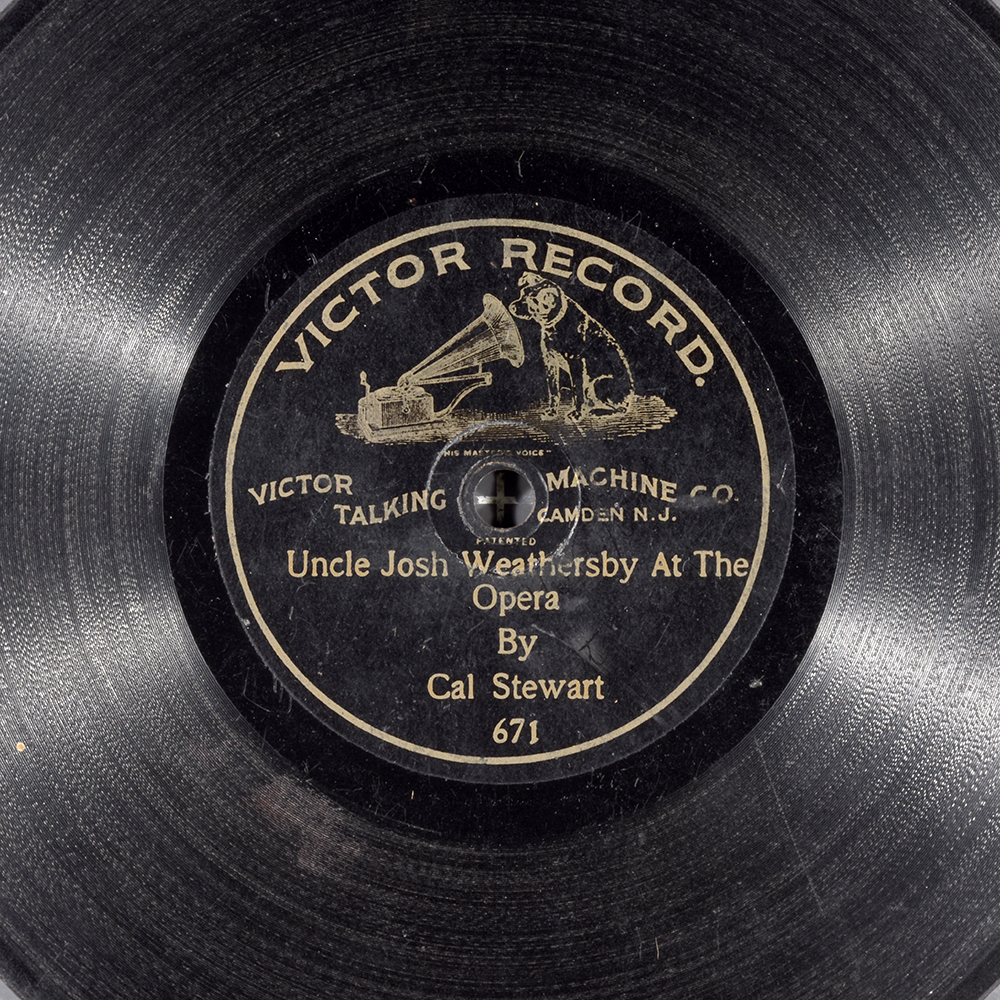 VICTOR RECORD.
"HIS MASTER'S VOICE"
VICTOR TALKING MACHINE CO.
CAMDEN N.J.
PATENTED
Uncle Josh Weathersby At The
Opera
By
Cal Stewart
671